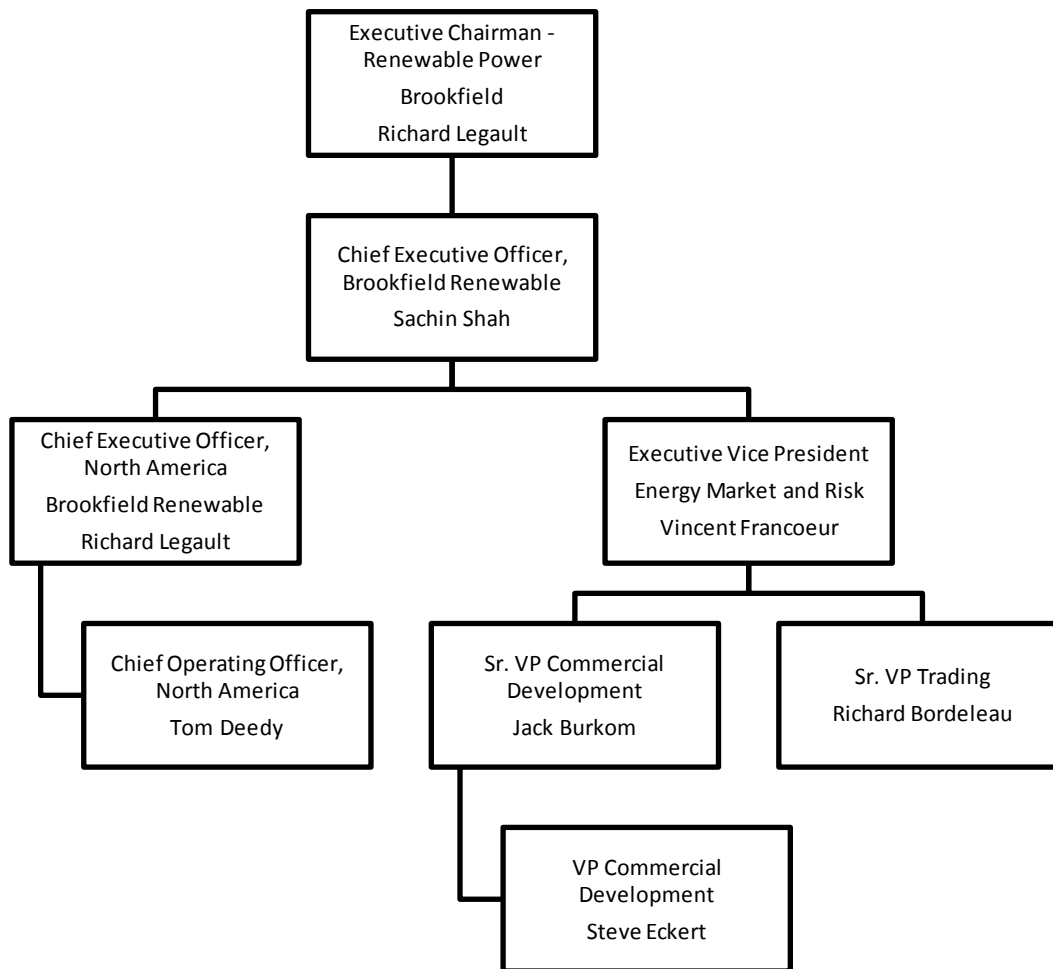 Executive Chairman -
Renewable Power
Brookfield
Richard Legault
Chief Executive Officer,
Brookfield Renewable
Sachin Shah
Chief Executive Officer,
North America
Brookfield Renewable
Richard Legault
Executive Vice President
Energy Market and Risk
Vincent Francoeur
Chief Operating Officer,
North America
Tom Deedy
Sr. VP Commercial
Development
Jack Burkom
Sr. VP Trading
Richard Bordeleau
VP Commercial
Development
Steve Eckert